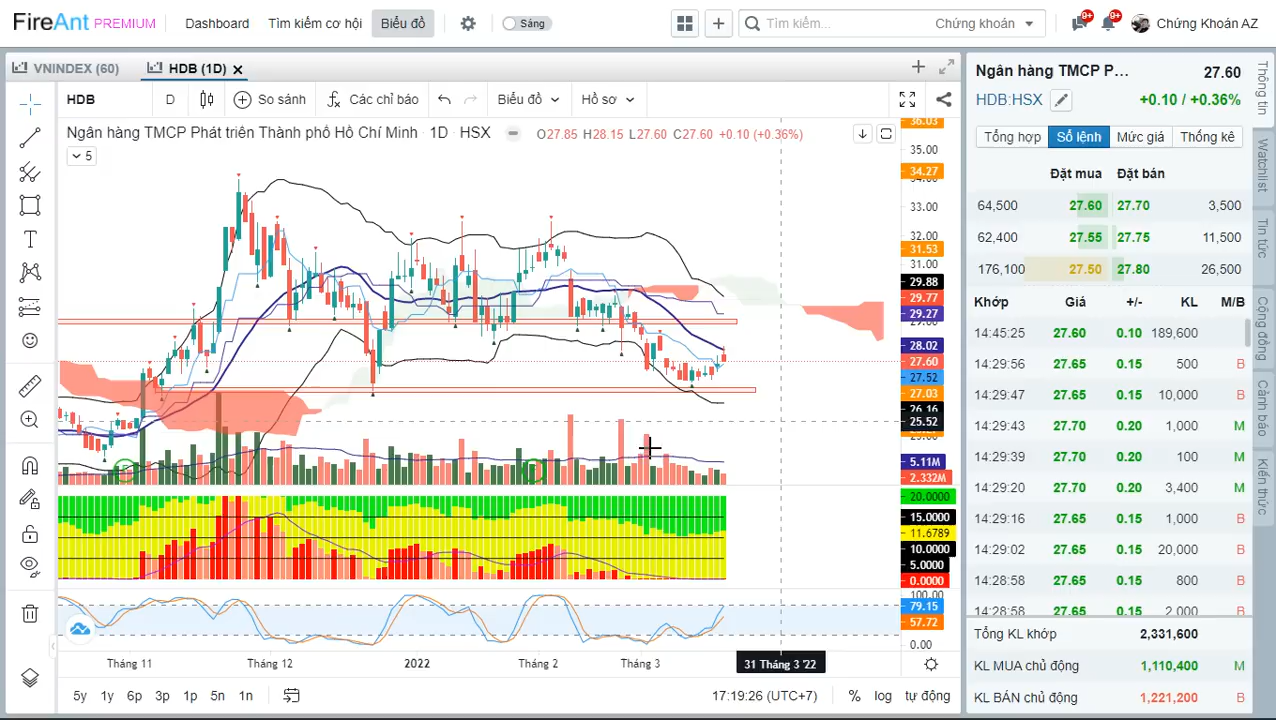 FireAnt PREMIUM Dashboard Tìm kiếm cơ hội Biểu đồ Sáng Tìm kiếm... Chứng khoán 9+ 9+ Chứng Khoán AZ
VNINDEX (60) HDB (1D)
HDB D So sánh Các chỉ báo Biểu đồ Hồ sơ
Ngân hàng TMCP Phát triển Thành phố Hồ Chí Minh 1D HSX O27.85 H28.15 L27.60 C27.60 +0.10 (+0.36%)
5
36.03
35.00
34.27
34.00
33.00
32.00
31.53
31.00
29.88
29.77
29.27
29.00
28.02
27.60
27.52
27.03
26.16
25.52
5.11M
2.332M
20.0000
15.0000
11.6789
10.0000
5.0000
0.0000
100.00
79.15
57.72
0.00
Tháng 11 Tháng 12 2022 Tháng 2 Tháng 3 31 Tháng 3 '22
5y 1y 6p 3p 1p 5n 1n 17:19:26 (UTC+7) % log tự động
Ngân hàng TMCP P... 27.60
HDB:HSX +0.10 / +0.36%
Tổng hợp Sổ lệnh Mức giá Thống kê
Đặt mua Đặt bán
64,500 27.60 27.70 3,500
62,400 27.55 27.75 11,500
176,100 27.50 27.80 26,500
Khớp Giá +/- KL M/B
14:45:25 27.60 0.10 189,600
14:29:56 27.65 0.15 500 B
14:29:47 27.65 0.15 10,000 B
14:29:43 27.70 0.20 1,000 M
14:29:39 27.70 0.20 100 M
14:29:20 27.70 0.20 3,400 M
14:29:16 27.65 0.15 1,000 B
14:29:02 27.65 0.15 20,000 B
14:28:58 27.65 0.15 800 B
14:28:58 27.65 0.15 2,000 B
Tổng KL khớp 2,331,600
KL MUA chủ động 1,110,400 M
KL BÁN chủ động 1,221,200 B
Thông tin
Watchlist
Tin tức
Cộng đồng
Cảnh báo
Kiến thức